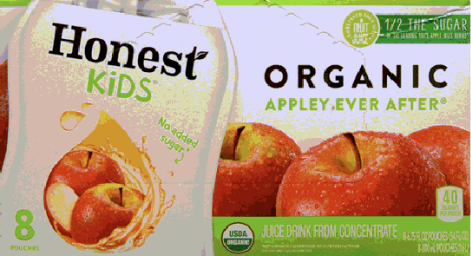 Honest
KiDS
No added
sugar
8
POUCHES
1/2 THE SUGAR
ORGANIC
APPLEY EVER AFTER®
40
USDA
ORGANIC
JUICE DRINK FROM CONCENTRATE